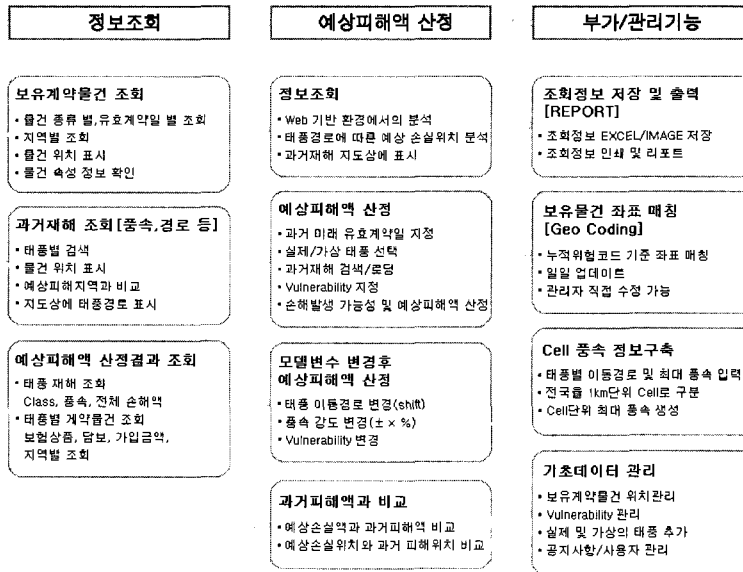 정보조회
보유계약물건 조회
• 물건 종류 별,유효계약일 별 조회
• 지역별 조회
• 물건 위치 표시
• 물건 속성 정보 확인
과거재해 조회[풍속,경로 등]
• 태풍별 검색
• 물건 위치 표시
• 예상피해지역과 비교
• 지도상에 태풍경로 표시
예상피해액 산정결과 조회
• 태풍 재해 조회
Class, 풍속, 전체 손해액
• 태풍별 계약물건 조회
보험상품, 담보, 가입금액,
지역별 조회
예상피해액 산정
정보조회
• Web 기반 환경에서의 분석
• 태풍경로에 따른 예상 손실위치 분석
• 과거재해 지도상에 표시
예상피해액 산정
• 과거 미래 유효계약일 지정
• 실제/가상 태풍 선택
• 과거재해 검색/로딩
• Vulnerability 지정
• 손해발생 가능성 및 예상피해액 산정
모델변수 변경후
예상피해액 산정
• 태풍 이동경로 변경(shift)
• 풍속 강도 변경(± × %)
• Vulnerability 변경
과거피해액과 비교
• 예상손실액과 과거피해액 비교
• 예상손실위치와 과거 피해위치 비교
부가/관리기능
조회정보 저장 및 출력
[REPORT]
• 조회정보 EXCEL/IMAGE 저장
• 조회정보 인쇄 및 리포트
보유물건 좌표 매칭
[Geo Coding]
• 누적위험코드 기준 좌표 매칭
• 일일 업데이트
• 관리자 직접 수정 가능
Cell 풍속 정보구축
• 태풍별 이동경로 및 최대 풍속 입력
• 전국을 1km단위 Cell로 구분
• Cell단위 최대 풍속 생성
기초데이터 관리
• 보유계약물건 위치관리
• Vulnerability 관리
• 실제 및 가상의 태풍 추가
• 공지사항/사용자 관리